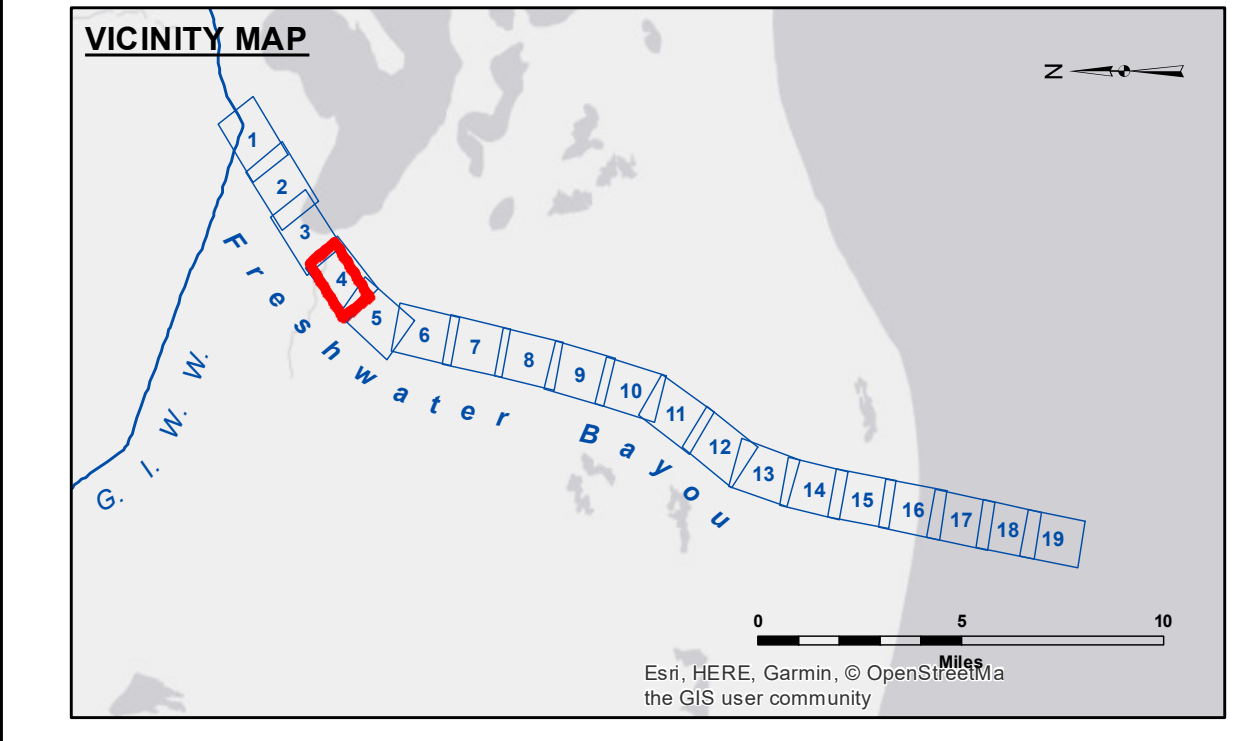 VICINITY MAP
N
1
2
3
4
5
6
7
8
9
10
11
12
13
14
15
16
17
18
19
Freshwater Bayou
G. I. W. W.
0 5 10
Miles
Esri, HERE, Garmin, © OpenStreetMa
the GIS user community